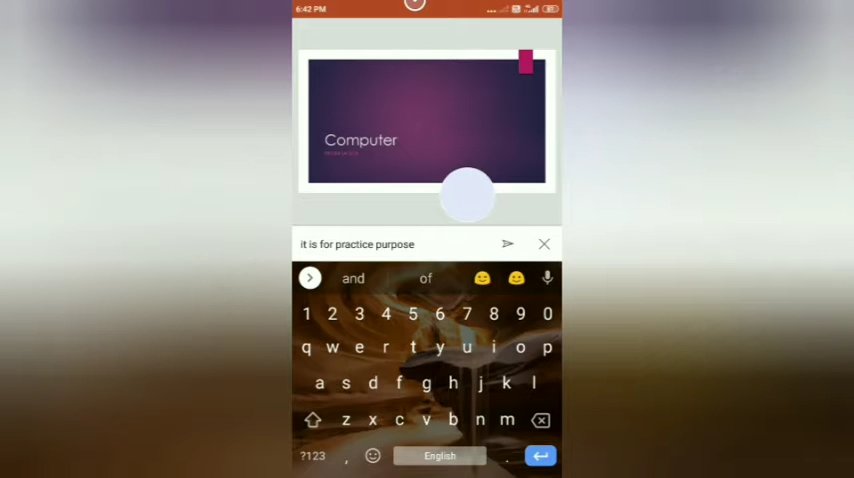 6:42 PM
Computer
it is for practice purpose
and of
1 2 3 4 5 6 7 8 9 0
q w e r t y u i o p
a s d f g h j k l
z x c v b n m
?123 , English .